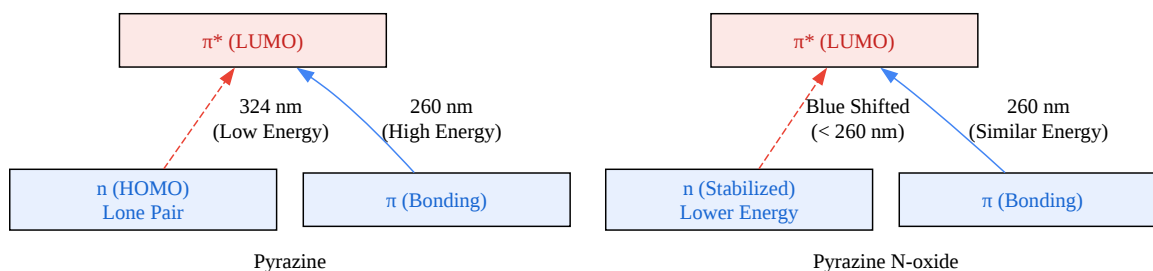 π* (LUMO)
324 nm
(Low Energy)
260 nm
(High Energy)
n (HOMO)
Lone Pair
π (Bonding)
Pyrazine
π* (LUMO)
Blue Shifted
(< 260 nm)
260 nm
(Similar Energy)
n (Stabilized)
Lower Energy
π (Bonding)
Pyrazine N-oxide